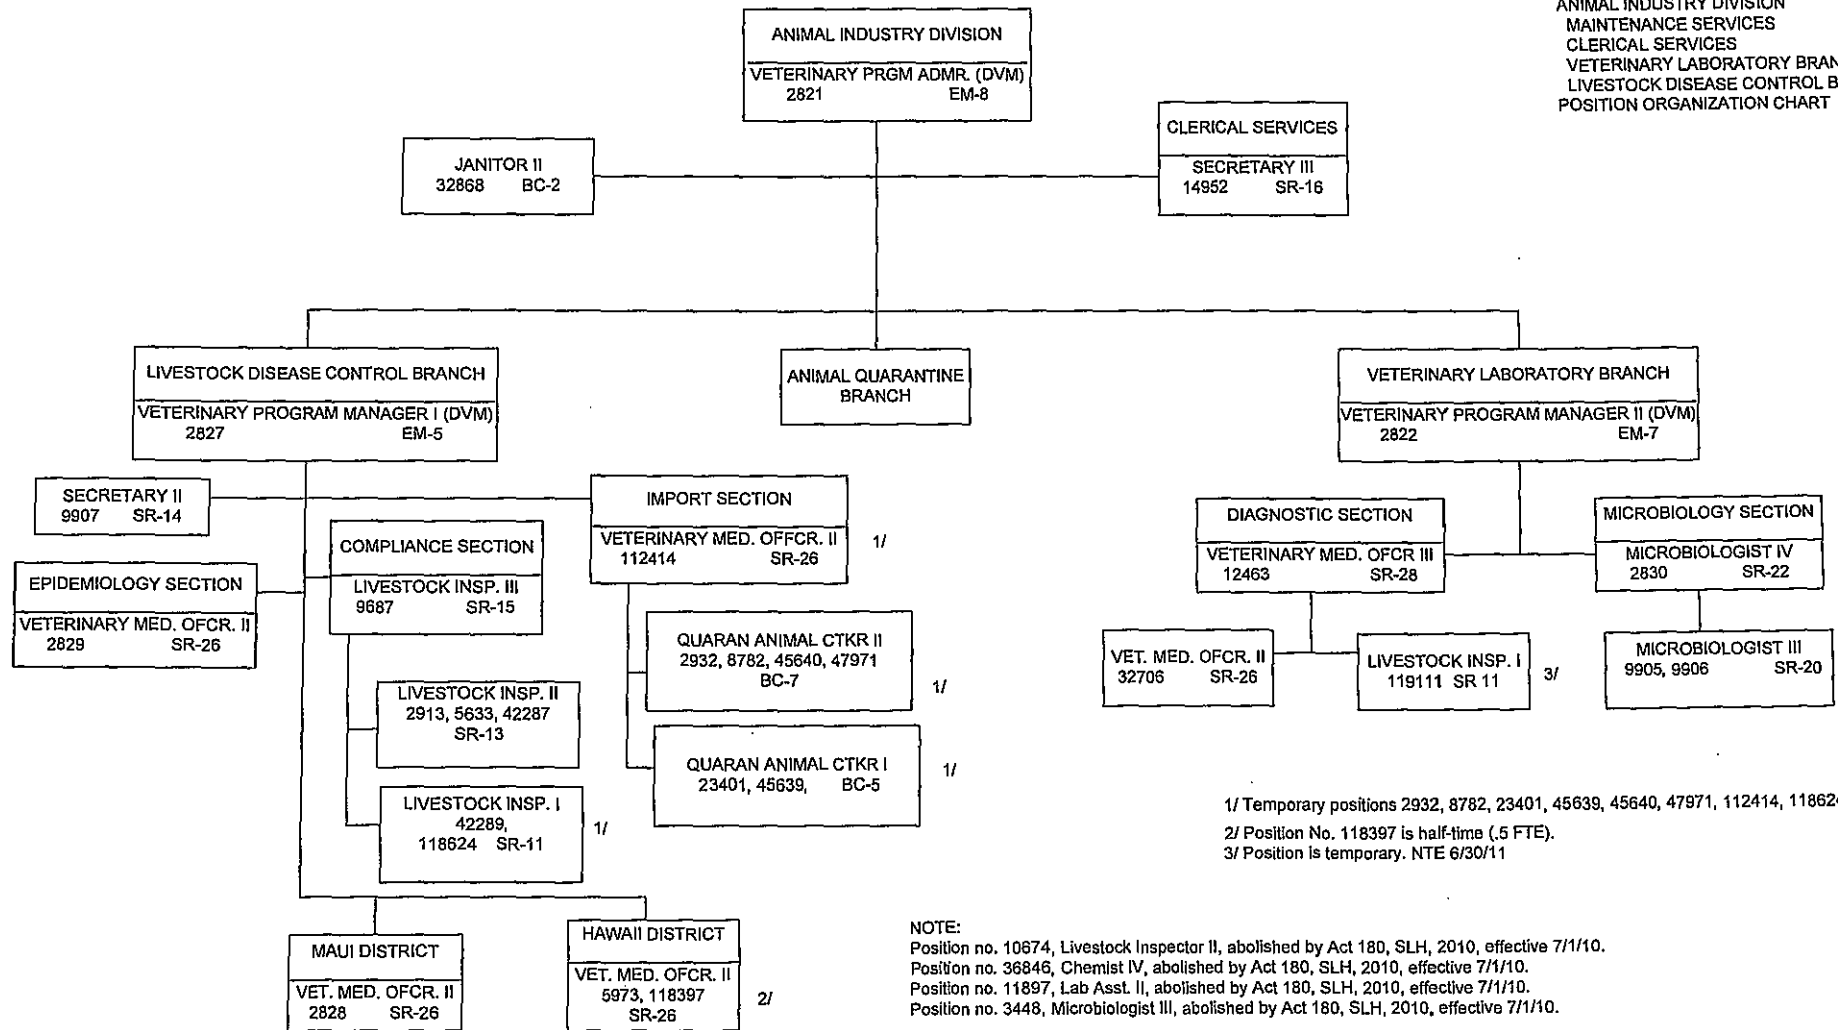 ANIMAL INDUSTRY DIVISION
MAINTENANCE SERVICES
CLERICAL SERVICES
VETERINARY LABORATORY BRAN
LIVESTOCK DISEASE CONTROL B
POSITION ORGANIZATION CHART
ANIMAL INDUSTRY DIVISION
VETERINARY PRGM ADMR. (DVM)
2821 EM-8
CLERICAL SERVICES
SECRETARY III
14952 SR-16
JANITOR II
32868 BC-2
LIVESTOCK DISEASE CONTROL BRANCH
VETERINARY PROGRAM MANAGER I (DVM)
2827 EM-5
ANIMAL QUARANTINE
BRANCH
VETERINARY LABORATORY BRANCH
VETERINARY PROGRAM MANAGER II (DVM)
2822 EM-7
SECRETARY II
9907 SR-14
IMPORT SECTION
VETERINARY MED. OFFCR. II
112414 SR-26
1/
COMPLIANCE SECTION
LIVESTOCK INSP. III
9687 SR-15
EPIDEMIOLOGY SECTION
VETERINARY MED. OFCR. II
2829 SR-26
DIAGNOSTIC SECTION
VETERINARY MED. OFCR III
12463 SR-28
MICROBIOLOGY SECTION
MICROBIOLOGIST IV
2830 SR-22
QUARAN ANIMAL CTKR II
2932, 8782, 45640, 47971
BC-7
1/
VET. MED. OFCR. II
32706 SR-26
LIVESTOCK INSP. I
119111 SR 11
3/
MICROBIOLOGIST III
9905, 9906 SR-20
LIVESTOCK INSP. II
2913, 5633, 42287
SR-13
QUARAN ANIMAL CTKR I
23401, 45639, BC-5
1/
LIVESTOCK INSP. I
42289,
118624 SR-11
1/
1/ Temporary positions 2932, 8782, 23401, 45639, 45640, 47971, 112414, 118624
2/ Position No. 118397 is half-time (.5 FTE).
3/ Position is temporary. NTE 6/30/11
MAUI DISTRICT
VET. MED. OFCR. II
2828 SR-26
HAWAII DISTRICT
VET. MED. OFCR. II
5973, 118397
SR-26
2/
NOTE:
Position no. 10674, Livestock Inspector II, abolished by Act 180, SLH, 2010, effective 7/1/10.
Position no. 36846, Chemist IV, abolished by Act 180, SLH, 2010, effective 7/1/10.
Position no. 11897, Lab Asst. II, abolished by Act 180, SLH, 2010, effective 7/1/10.
Position no. 3448, Microbiologist III, abolished by Act 180, SLH, 2010, effective 7/1/10.